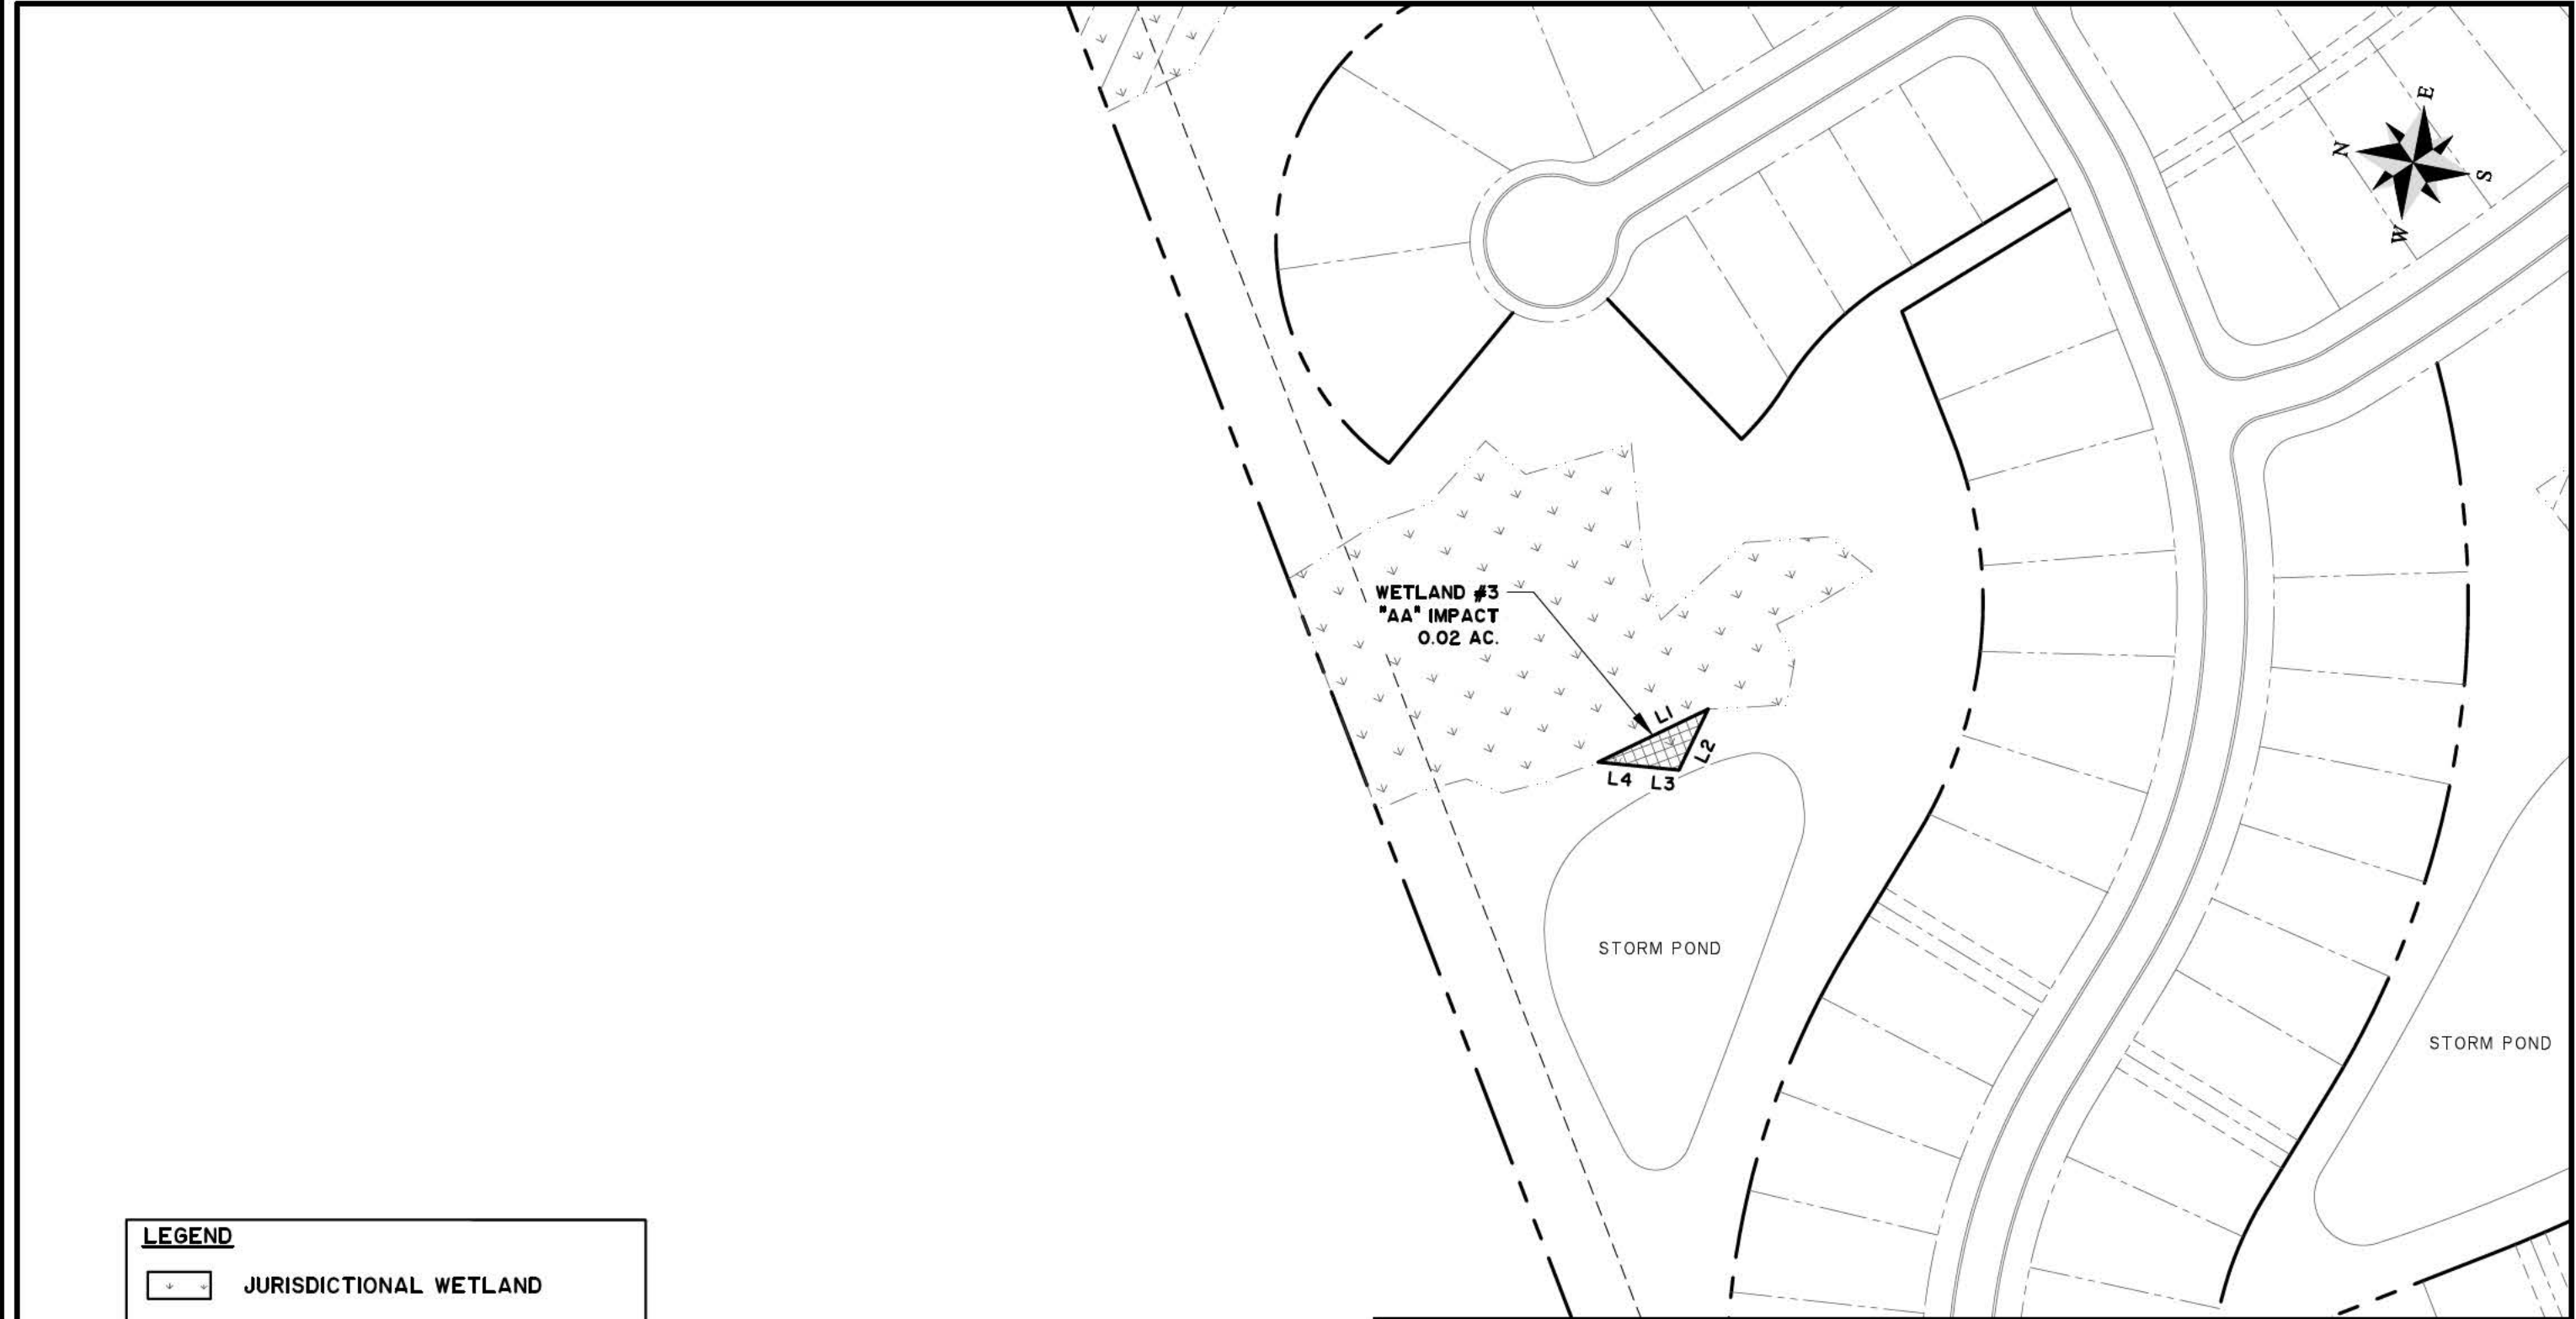 E
N
S
W
WETLAND #3
"AA" IMPACT
0.02 AC.
L1
L2
L4 L3
STORM POND
STORM POND
LEGEND
JURISDICTIONAL WETLAND